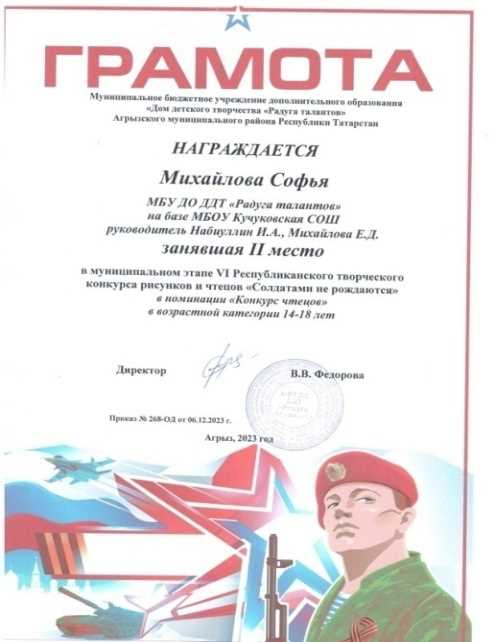 ГРАМОТА
Муниципальное бюджетное учреждение дополнительного образования
«Дом детского творчества «Радуга талантов»
Агрызского муниципального района Республики Татарстан
НАГРАЖДАЕТСЯ
Михайлова Софья
МБУ ДО ДДТ «Радуга талантов»
на базе МБОУ Кучуковская СОШ
руководитель Набиуллин И.А., Михайлова Е.Д.
занявшая II место
в муниципальном этапе VI Республиканского творческого
конкурса рисунков и чтецов «Солдатами не рождаются»
в номинации «Конкурс чтецов»
в возрастной категории 14-18 лет
Директор В.В. Федорова
Приказ № 268-ОД от 06.12.2023 г.
Агрыз, 2023 год